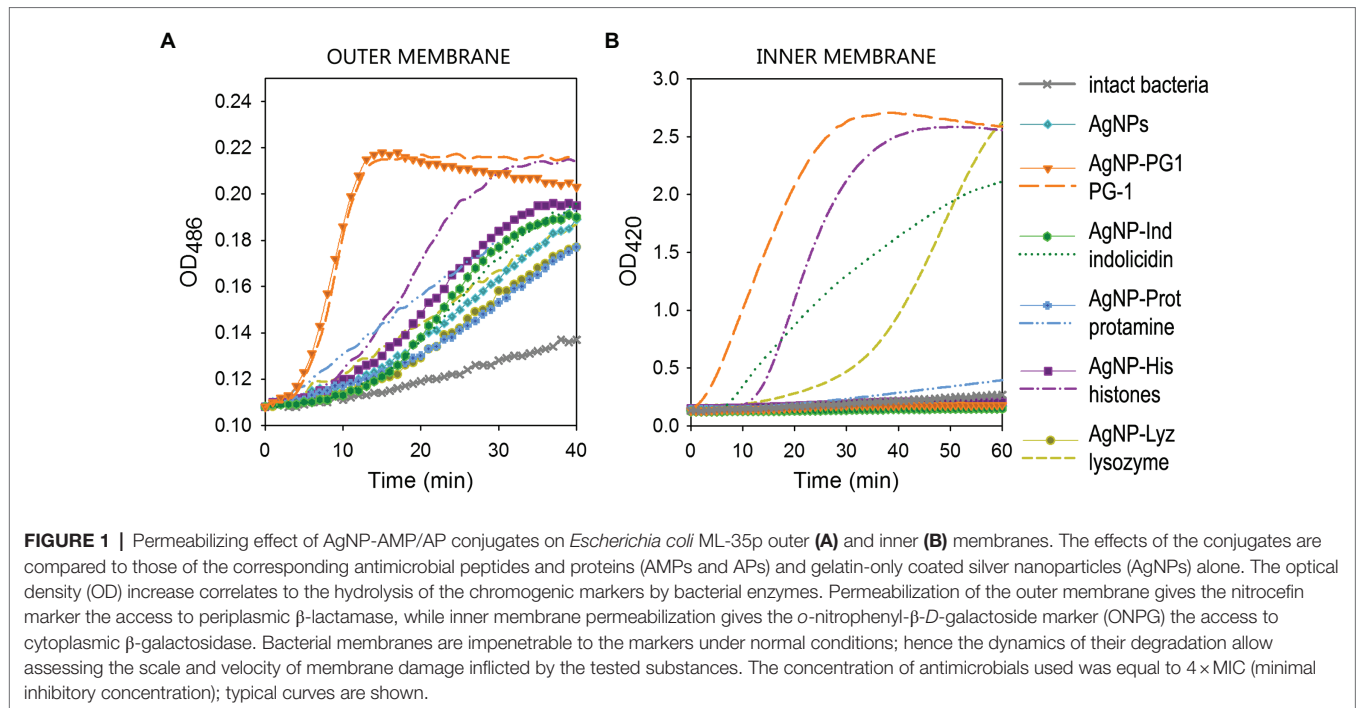 A
OUTER MEMBRANE
0.24
0.22
0.20
0.18
0.16
0.14
0.12
0.10
OD486
0
10
20
30
40
Time (min)
B
INNER MEMBRANE
3.0
2.5
2.0
1.5
1.0
0.5
0.0
OD420
0
10
20
30
40
50
60
Time (min)
intact bacteria
AgNPs
AgNP-PG1
PG-1
AgNP-Ind
indolicidin
AgNP-Prot
protamine
AgNP-His
histones
AgNP-Lyz
lysozyme
FIGURE 1 | Permeabilizing effect of AgNP-AMP/AP conjugates on Escherichia coli ML-35p outer (A) and inner (B) membranes. The effects of the conjugates are
compared to those of the corresponding antimicrobial peptides and proteins (AMPs and APs) and gelatin-only coated silver nanoparticles (AgNPs) alone. The optical
density (OD) increase correlates to the hydrolysis of the chromogenic markers by bacterial enzymes. Permeabilization of the outer membrane gives the nitrocefin
marker the access to periplasmic β-lactamase, while inner membrane permeabilization gives the o-nitrophenyl-β-D-galactoside marker (ONPG) the access to
cytoplasmic β-galactosidase. Bacterial membranes are impenetrable to the markers under normal conditions; hence the dynamics of their degradation allow
assessing the scale and velocity of membrane damage inflicted by the tested substances. The concentration of antimicrobials used was equal to 4 × MIC (minimal
inhibitory concentration); typical curves are shown.